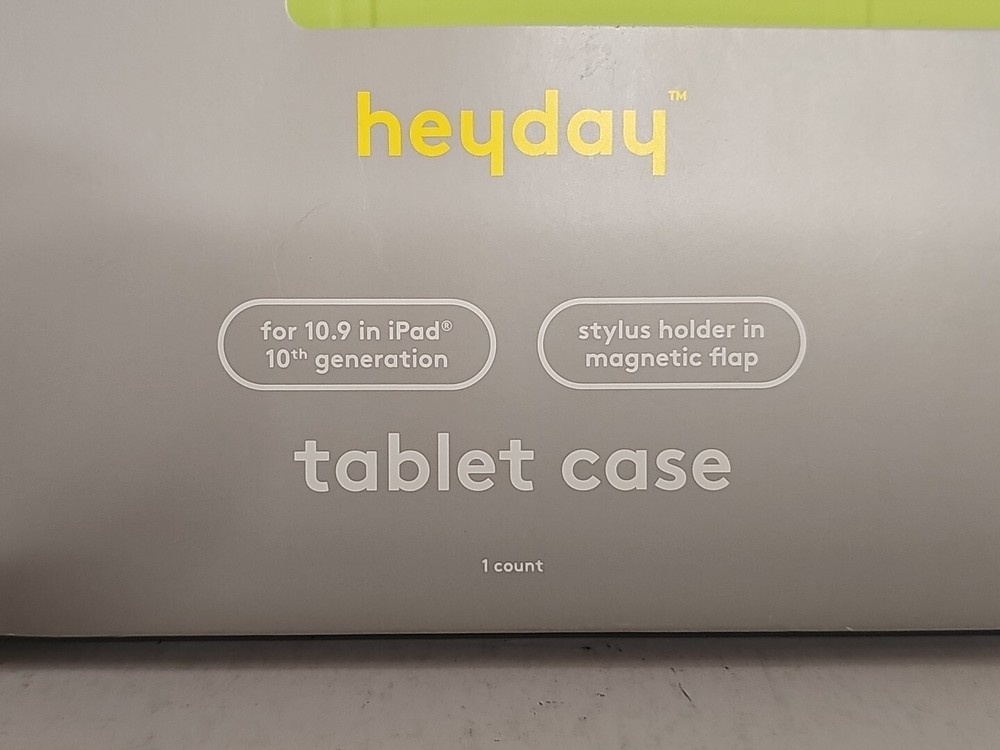 heyday™
for 10.9 in iPad®
10th generation
stylus holder in
magnetic flap
tablet case
1 count